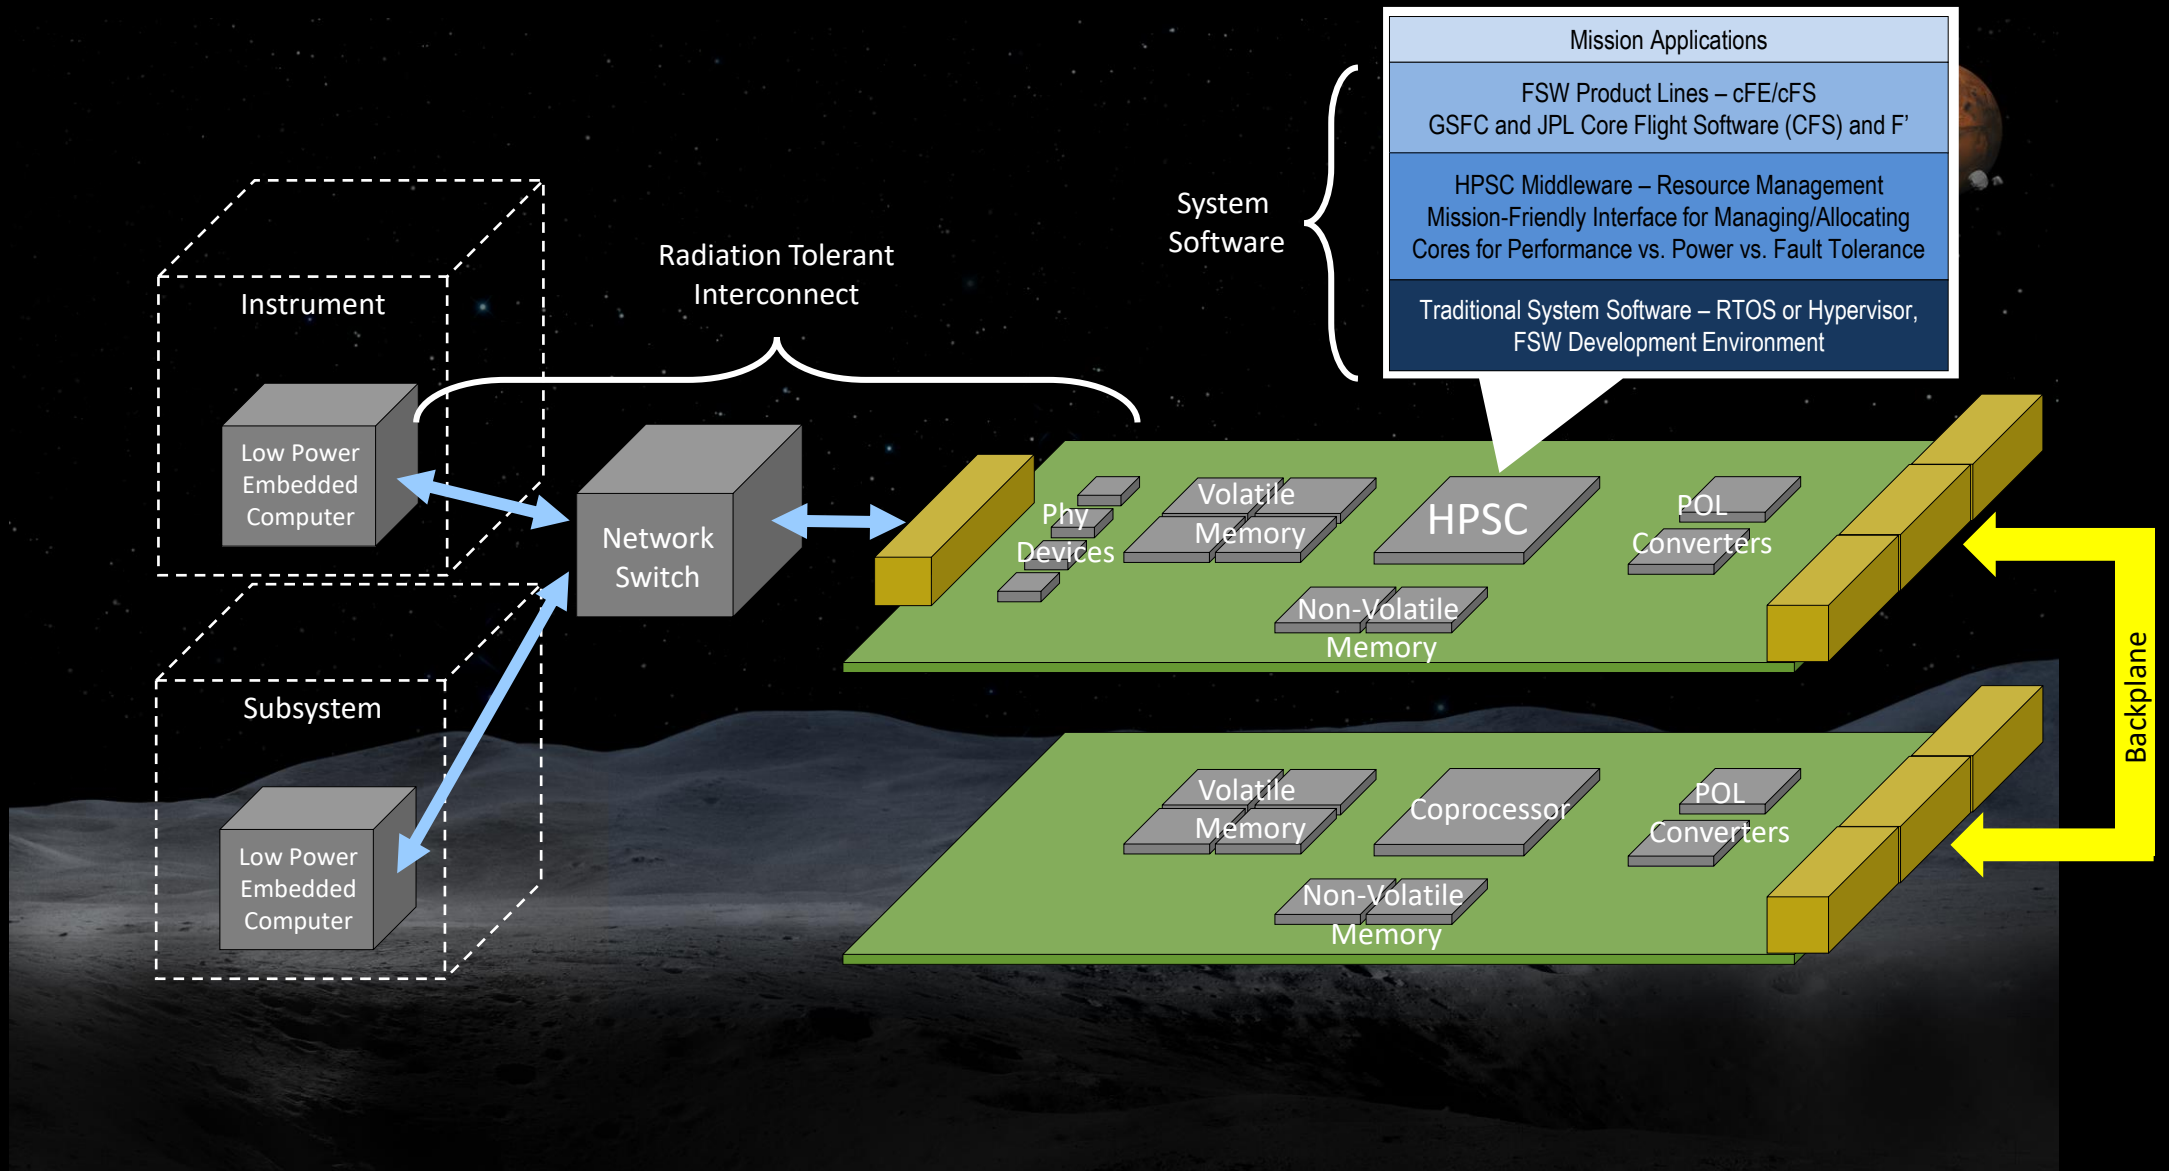 Mission Applications
FSW Product Lines – cFE/cFS
GSFC and JPL Core Flight Software (CFS) and F’
HPSC Middleware – Resource Management
Mission-Friendly Interface for Managing/Allocating
Cores for Performance vs. Power vs. Fault Tolerance
Traditional System Software – RTOS or Hypervisor,
FSW Development Environment
System
Software
Radiation Tolerant
Interconnect
Instrument
Low Power
Embedded
Computer
Network
Switch
Phy
Devices
Volatile
Memory
HPSC
POL
Converters
Non-Volatile
Memory
Backplane
Subsystem
Low Power
Embedded
Computer
Volatile
Memory
Coprocessor
POL
Converters
Non-Volatile
Memory